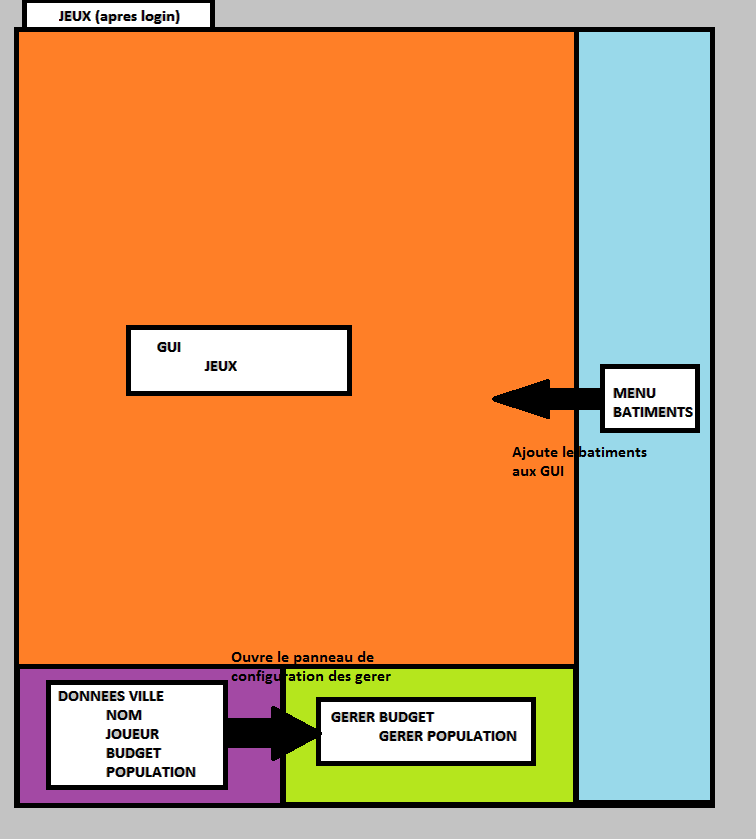 JEUX (apres login)
GUI
JEUX
MENU
BATIMENTS
Ajoute le batiments
aux GUI
Ouvre le panneau de
configuration des gerer
DONNEES VILLE
NOM
JOUEUR
BUDGET
POPULATION
GERER BUDGET
GERER POPULATION